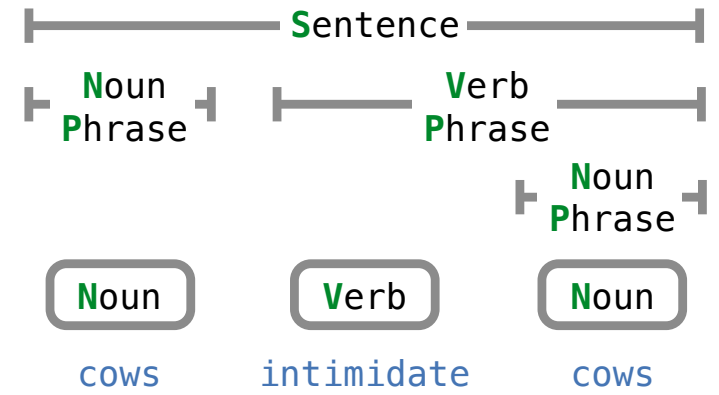 Sentence
Noun Phrase
Verb Phrase
Noun Phrase
Noun Verb Noun
cows intimidate cows